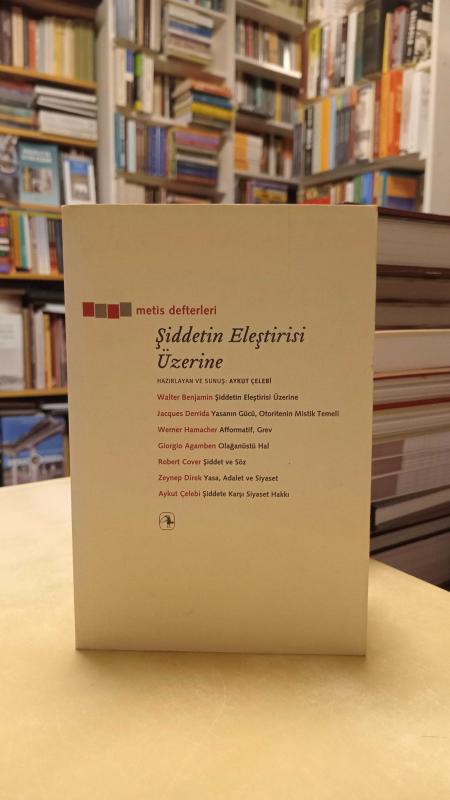 metis defterleri
Şiddetin Eleştirisi
Üzerine
HAZIRLAYAN VE SUNUŞ: AYKUT ÇELEBİ
Walter Benjamin Şiddetin Eleştirisi Üzerine
Jacques Derrida Yasanın Gücü, Otoritenin Mistik Temeli
Werner Hamacher Afformatif, Grev
Giorgio Agamben Olağanüstü Hal
Robert Cover Şiddet ve Söz
Zeynep Direk Yasa, Adalet ve Siyaset
Aykut Çelebi Şiddete Karşı Siyaset Hakkı